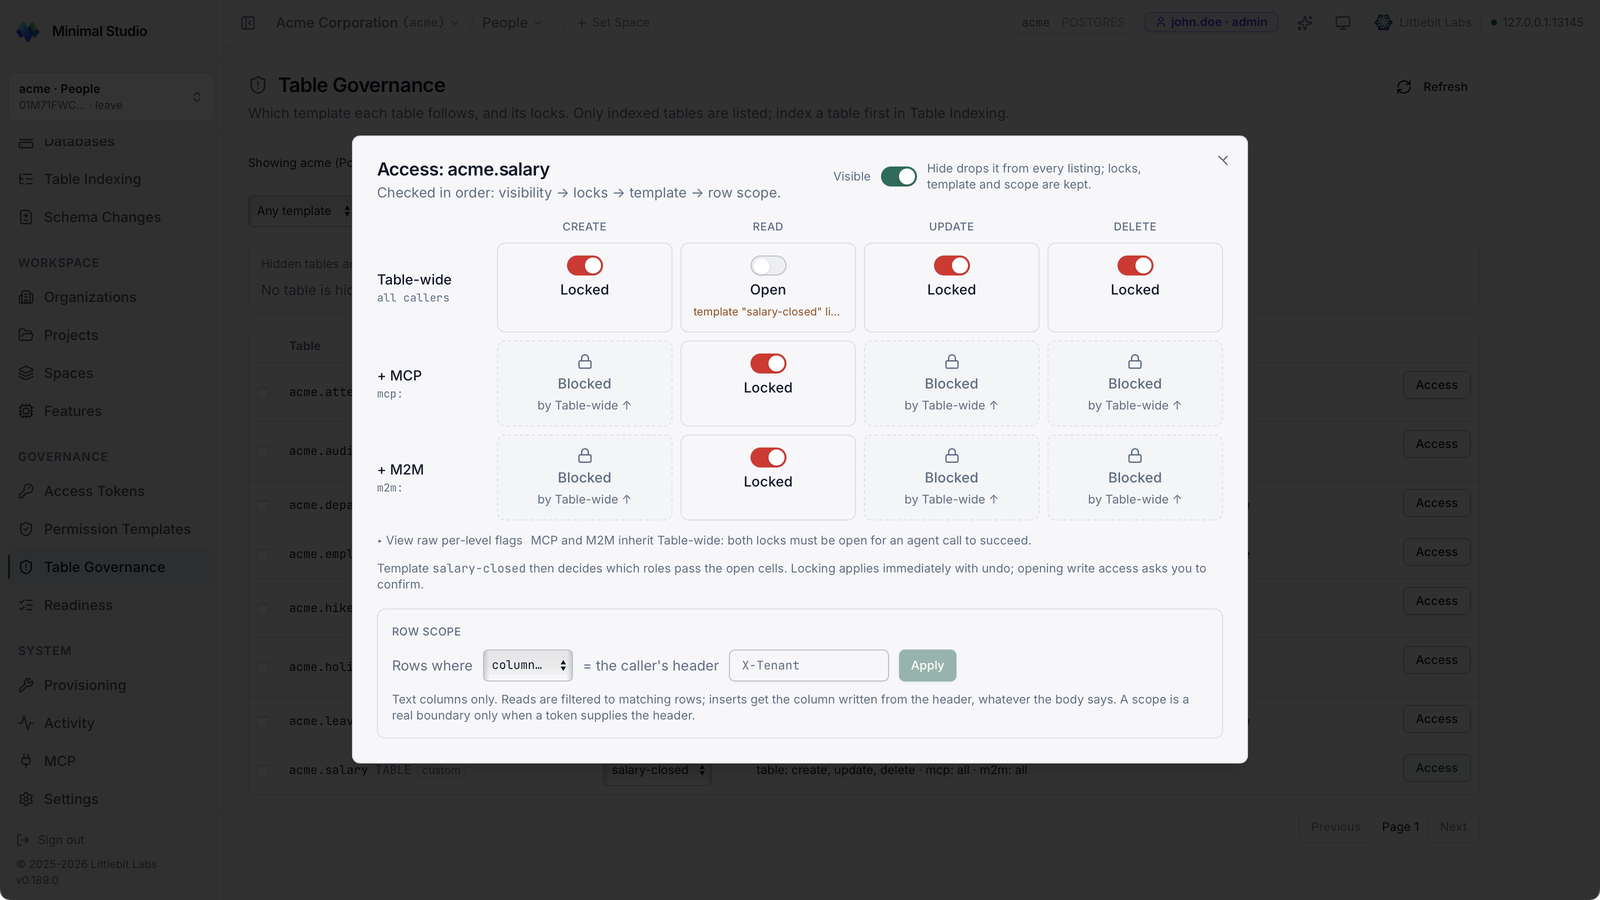 Minimal Studio
Acme Corporation (acme)
People
+ Set Space
acme · POSTGRES
john.doe · admin
Littlebit Labs
127.0.0.1:13145
acme · People
01M71FWC... · leave
Databases
Table Indexing
Schema Changes
WORKSPACE
Organizations
Projects
Spaces
Features
GOVERNANCE
Access Tokens
Permission Templates
Table Governance
Readiness
SYSTEM
Provisioning
Activity
MCP
Settings
Sign out
© 2025-2026 Littlebit Labs ·
v0.189.0
Table Governance
Refresh
Which template each table follows, and its locks. Only indexed tables are listed; index a table first in Table Indexing.
Showing acme
Any template
Hidden tables
No table is
Table
Access: acme.salary
Checked in order: visibility → locks → template → row scope.
Visible
Hide drops it from every listing; locks,
template and scope are kept.
CREATE READ UPDATE DELETE
Table-wide
all callers
Locked Open Locked Locked
template "salary-closed" li...
+ MCP
mcp:
Blocked Locked Blocked Blocked
by Table-wide ↑ by Table-wide ↑ by Table-wide ↑
+ M2M
m2m:
Blocked Locked Blocked Blocked
by Table-wide ↑ by Table-wide ↑ by Table-wide ↑
▸ View raw per-level flags MCP and M2M inherit Table-wide: both locks must be open for an agent call to succeed.
Template salary-closed then decides which roles pass the open cells. Locking applies immediately with undo; opening write access asks you to
confirm.
ROW SCOPE
Rows where column... = the caller's header X-Tenant Apply
Text columns only. Reads are filtered to matching rows; inserts get the column written from the header, whatever the body says. A scope is a
real boundary only when a token supplies the header.
acme.atte Access
acme.audi Access
acme.depa Access
acme.empl Access
acme.hike Access
acme.holi Access
acme.leav Access
acme.salary TABLE custom salary-closed table: create, update, delete · mcp: all · m2m: all Access
Previous Page 1 Next